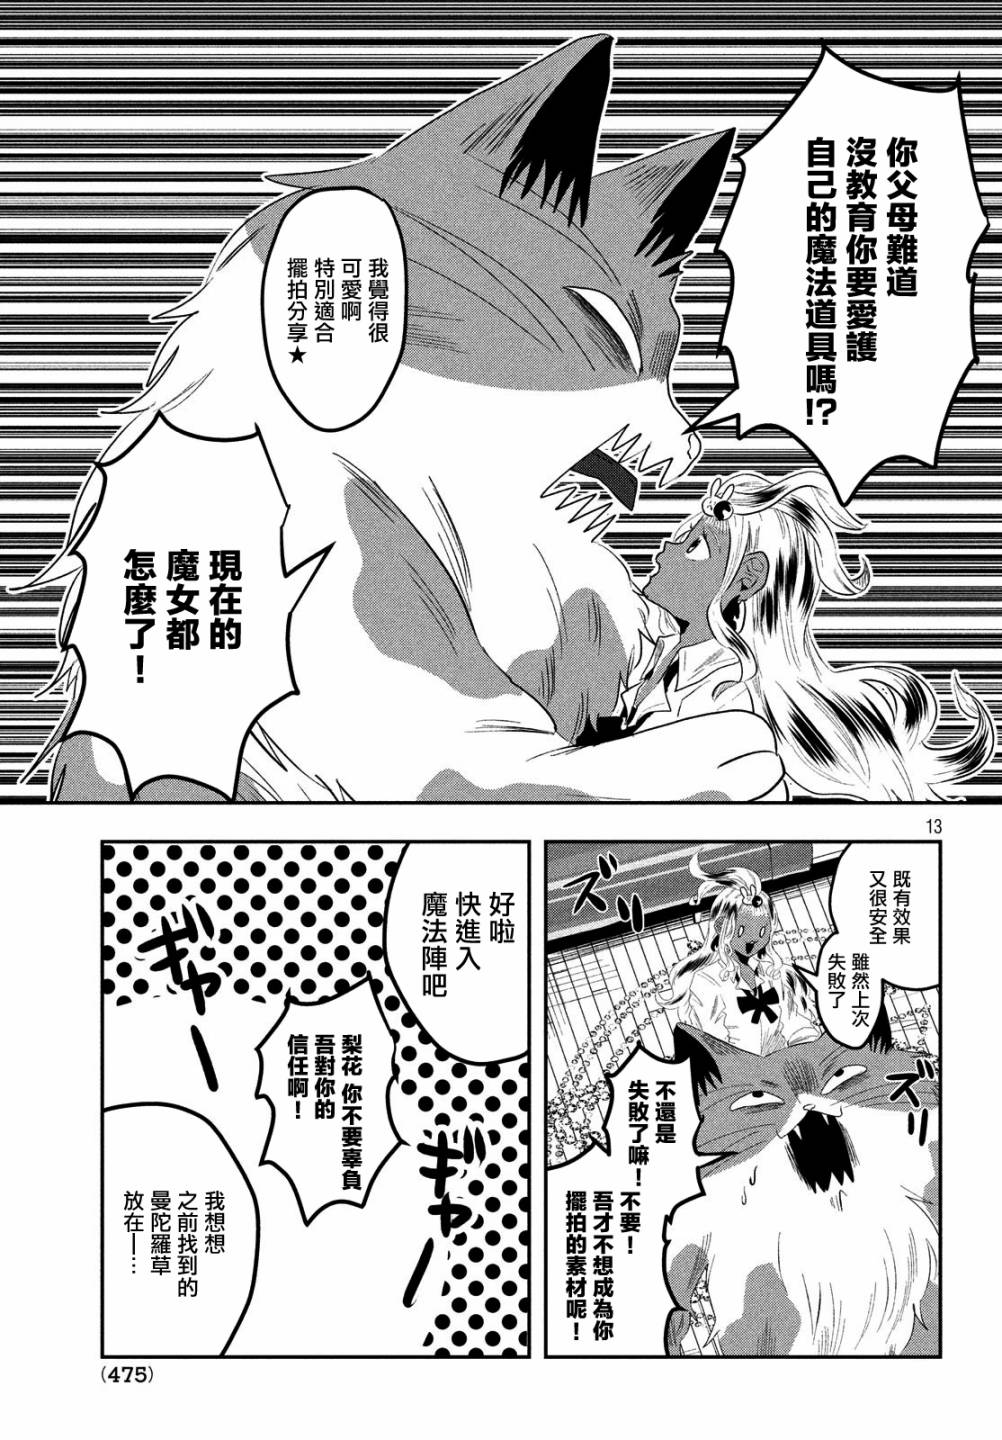 你父母難道
沒教育你要愛護
自己的魔法道具嗎!?
我覺得很
可愛啊
特別適合
擺拍分享★
現在的
魔女都
怎麼了!
13
既有效果
又很安全
雖然上次
失敗了
ドッ
ドッ
不還是
失敗了嘛!
不要!
吾才不想成為你
擺拍的素材呢!
好啦
快進入
魔法陣吧
ギャー
梨花 你不要辜負
吾對你的
信任啊!
ギャー
我想想
之前找到的
曼陀羅草
放在─…
(475)